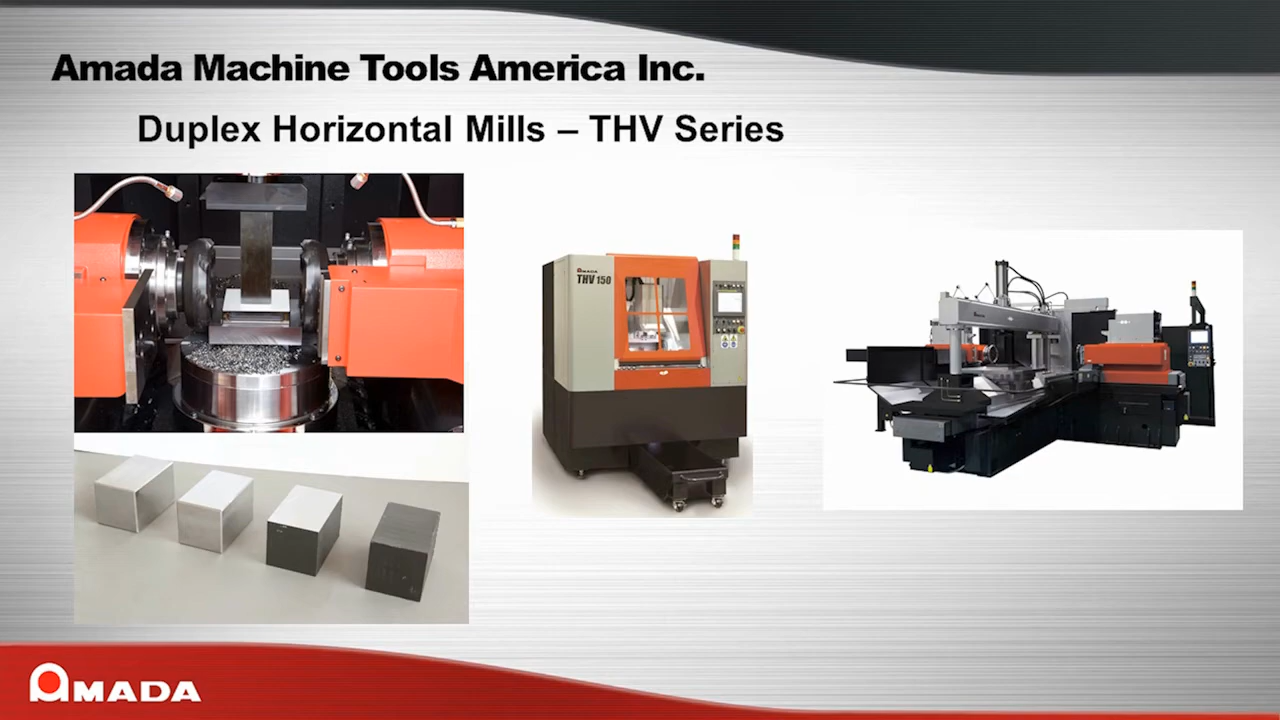 Amada Machine Tools America Inc.
Duplex Horizontal Mills – THV Series
AMADA
THV 150
AMADA